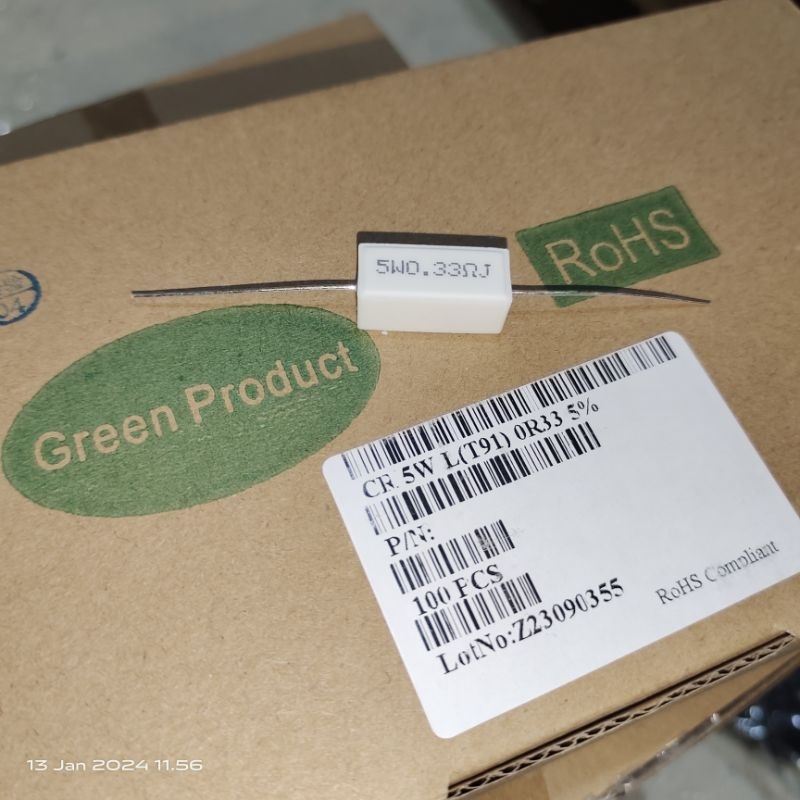 RoHS
5W0.33ΩJ
04
Green Product
CR 5W L(T91) 0R33 5%
P/N:
100 PCS
LotNo:Z23090355
RoHS Compliant
13 Jan 2024 11.56